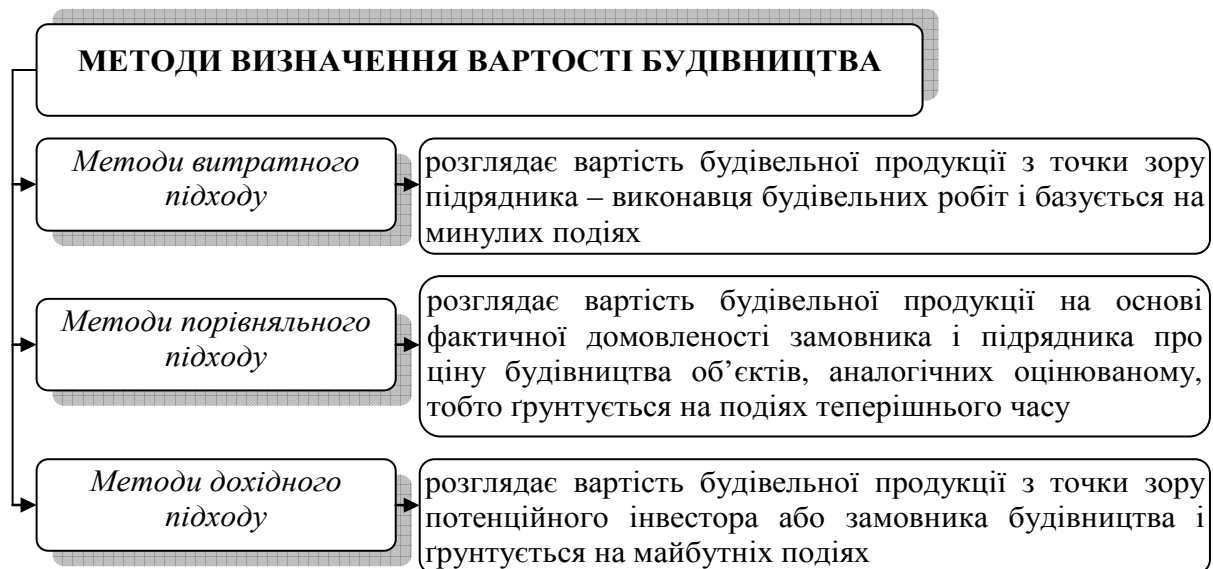 МЕТОДИ ВИЗНАЧЕННЯ ВАРТОСТІ БУДІВНИЦТВА
Методи витратного
підходу
розглядає вартість будівельної продукції з точки зору
підрядника – виконавця будівельних робіт і базується на
минулих подіях
Методи порівняльного
підходу
розглядає вартість будівельної продукції на основі
фактичної домовленості замовника і підрядника про
ціну будівництва об’єктів, аналогічних оцінюваному,
тобто ґрунтується на подіях теперішнього часу
Методи дохідного
підходу
розглядає вартість будівельної продукції з точки зору
потенційного інвестора або замовника будівництва і
ґрунтується на майбутніх подіях